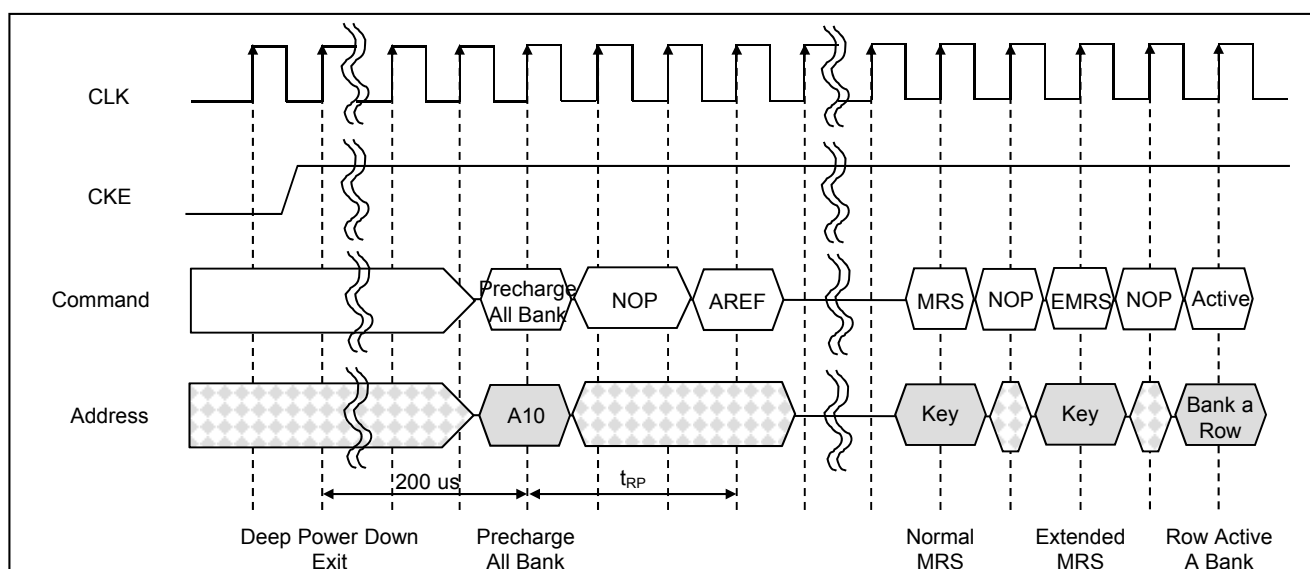 CLK
CKE
Command
Precharge
All Bank
NOP
AREF
MRS
NOP
EMRS
NOP
Active
Address
A10
Key
Key
Bank a
Row
200 us
tRP
Deep Power Down
Exit
Precharge
All Bank
Normal
MRS
Extended
MRS
Row Active
A Bank